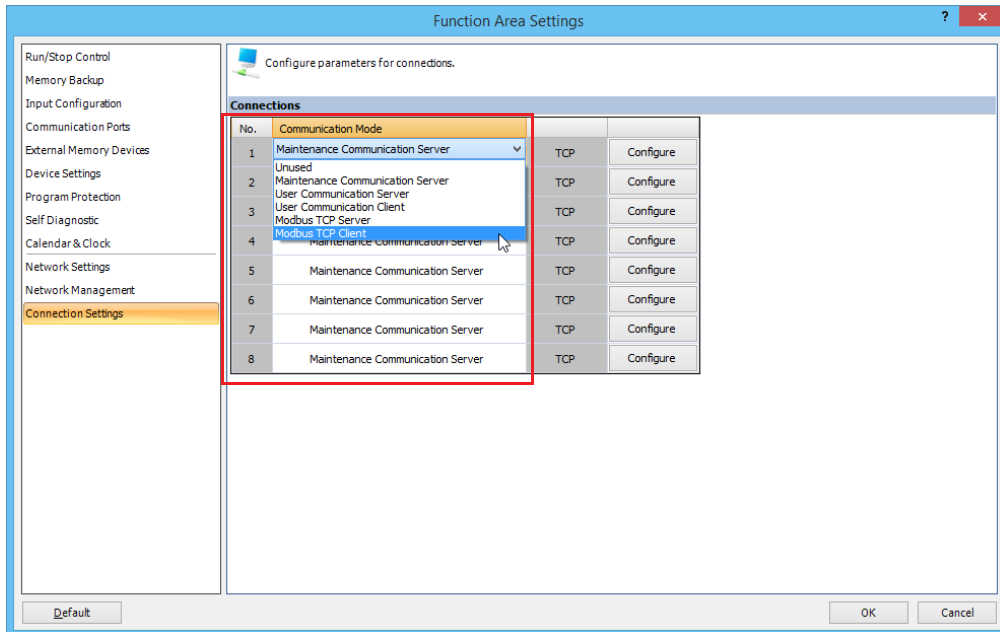 Function Area Settings
? ×
Run/Stop Control
Memory Backup
Input Configuration
Communication Ports
External Memory Devices
Device Settings
Program Protection
Self Diagnostic
Calendar & Clock
Network Settings
Network Management
Connection Settings
Configure parameters for connections.
Connections
No. Communication Mode
1 Maintenance Communication Server TCP Configure
Unused
Maintenance Communication Server
User Communication Server
User Communication Client
Modbus TCP Server
Modbus TCP Client
2 TCP Configure
3 TCP Configure
4 Maintenance Communication Server TCP Configure
5 Maintenance Communication Server TCP Configure
6 Maintenance Communication Server TCP Configure
7 Maintenance Communication Server TCP Configure
8 Maintenance Communication Server TCP Configure
Default OK Cancel